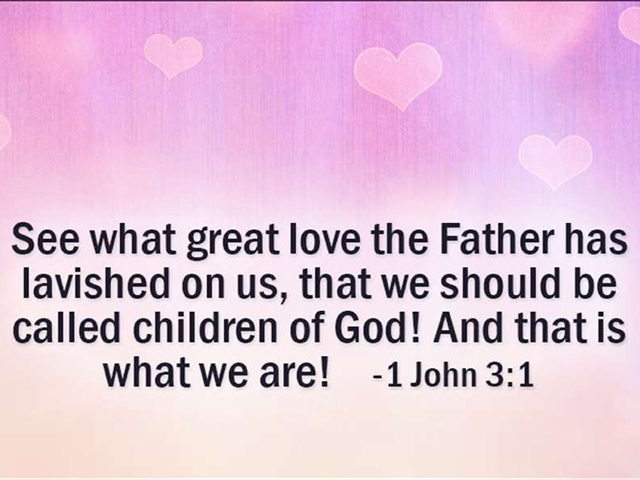 See what great love the Father has
lavished on us, that we should be
called children of God! And that is
what we are! -1 John 3:1